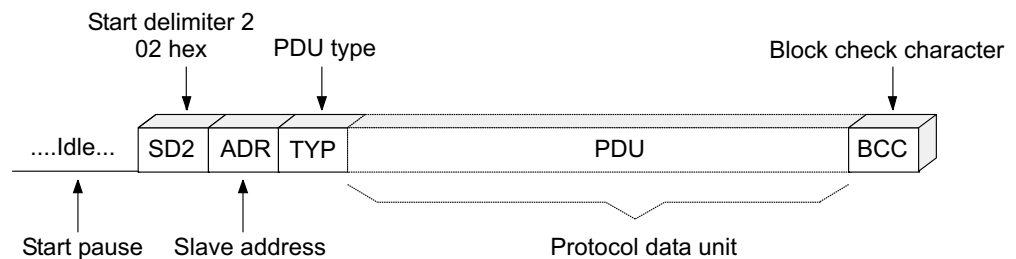 Start delimiter 2
02 hex
PDU type
Block check character
....Idle...
SD2
ADR
TYP
PDU
BCC
Start pause
Slave address
Protocol data unit